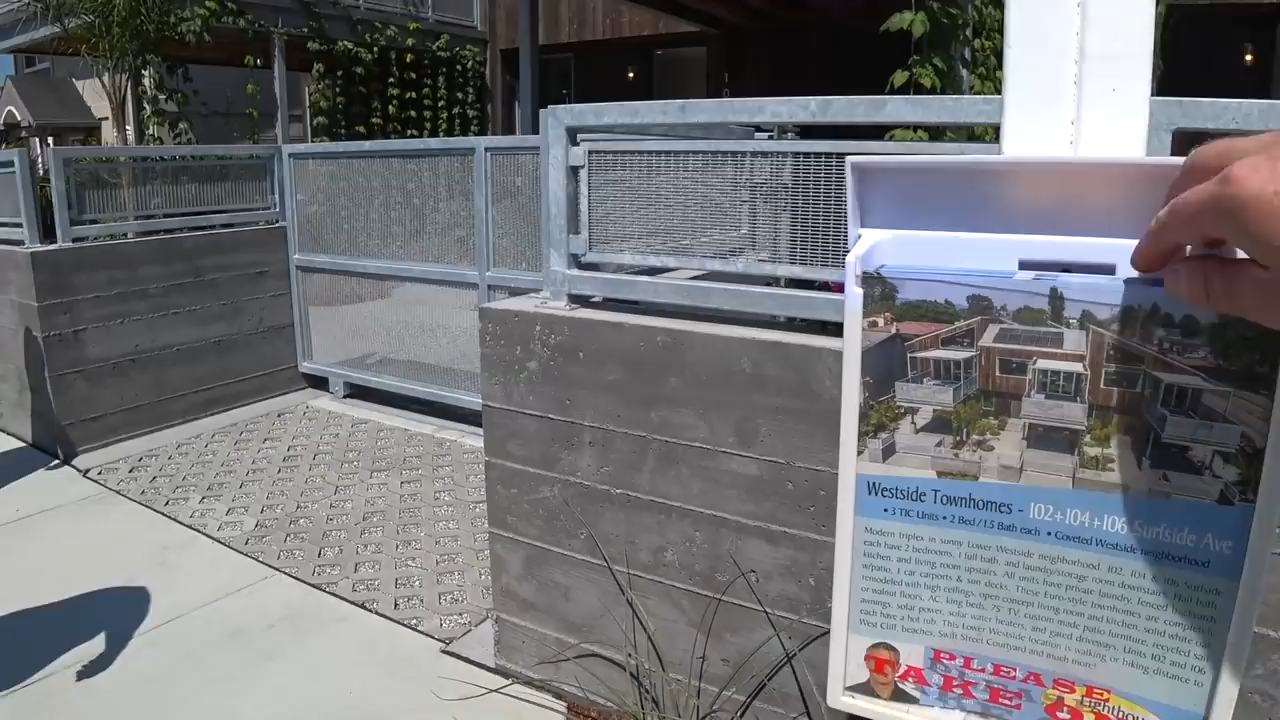 Westside Townhomes - 102+104+106 Surfside Ave
• 3 TIC Units • 2 Bed / 1.5 Bath each • Coveted Westside neighborhood
Modern triplex in sunny Lower Westside neighborhood. 102, 104 & 106 Surfside
each have 2 bedrooms, 1 full bath, and laundry/storage room downstairs. Half bath,
kitchen, and living room upstairs. All units have private laundry, fenced backyards
w/patio, 1 car carports & sun decks. These Euro-style townhomes are completely
remodeled with high ceilings, open concept living room and kitchen, solid white oak
or walnut floors, AC, king beds, 75" TV, custom made patio furniture, recycled sail
awnings, solar power, solar water heaters, and gated driveways. Units 102 and 106
each have a hot tub. This Lower Westside location is walking or biking distance to
West Cliff, beaches, Swift Street Courtyard and much more!
PLEASE
TAKE